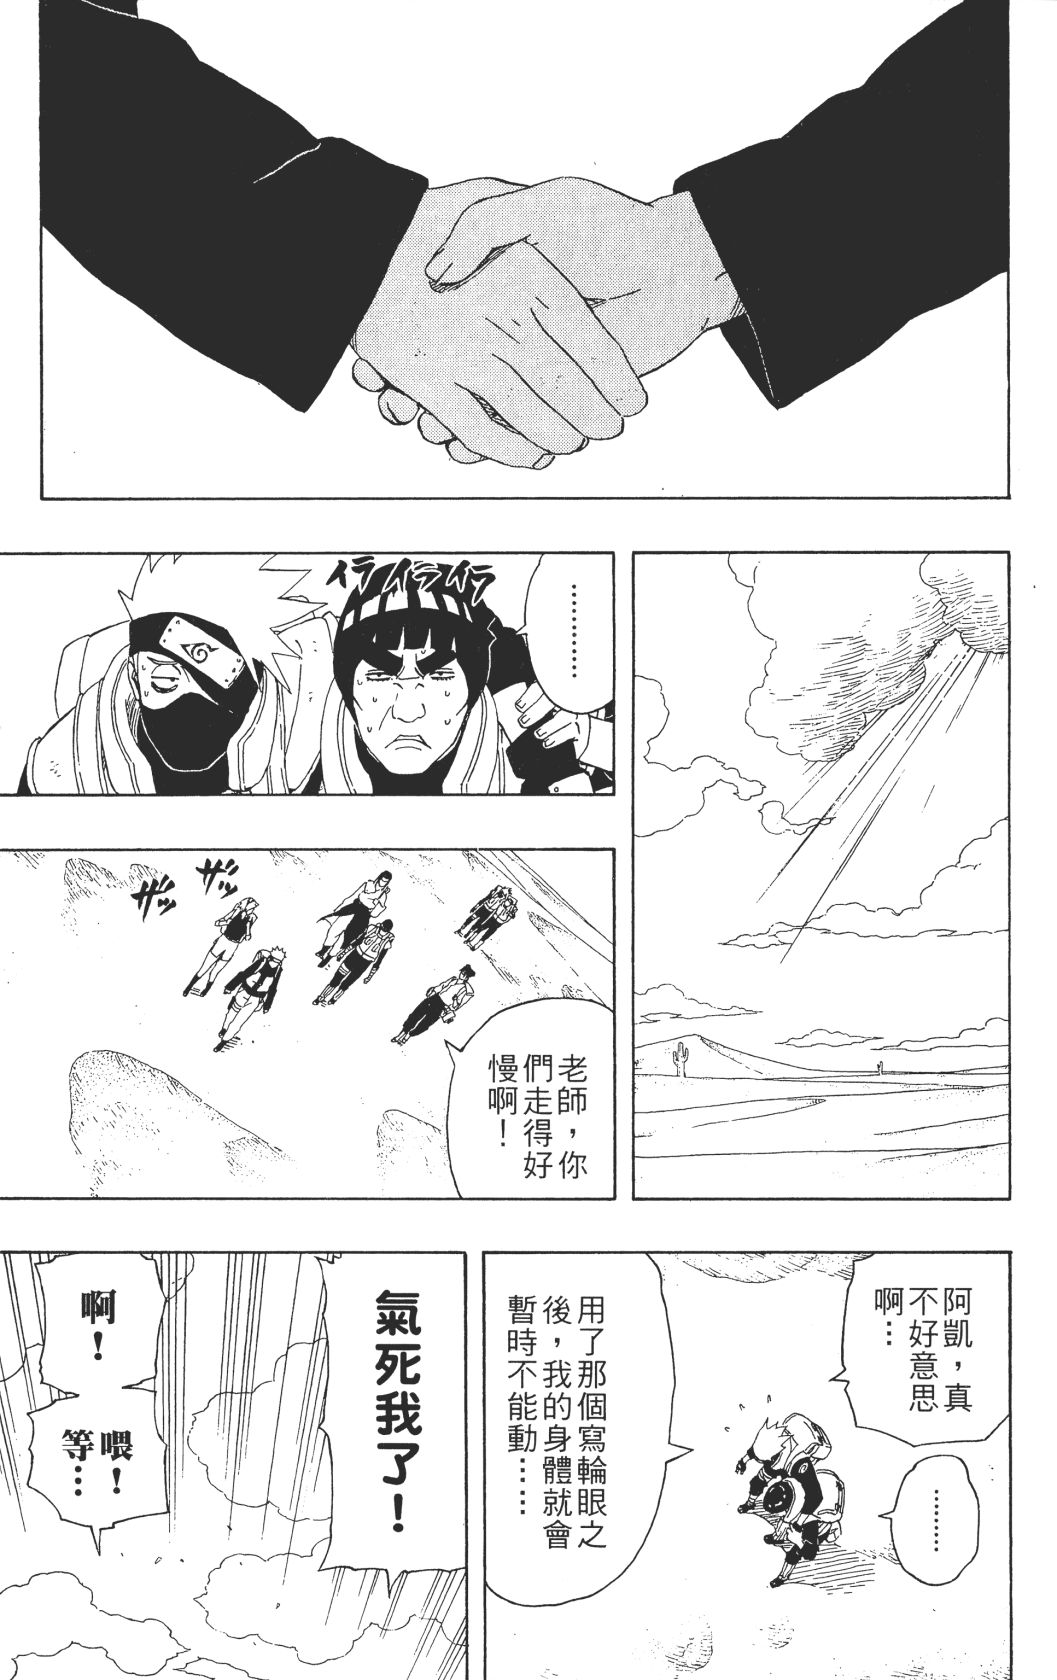 ………
イライライラ
老師，你
們走得好
慢啊！
ザッ
ザッ
阿凱，真
不好意思
啊…
………
用了那個寫輪眼之
後，我的身體就會
暫時不能動……
氣死我了！
啊！
喂！
等…